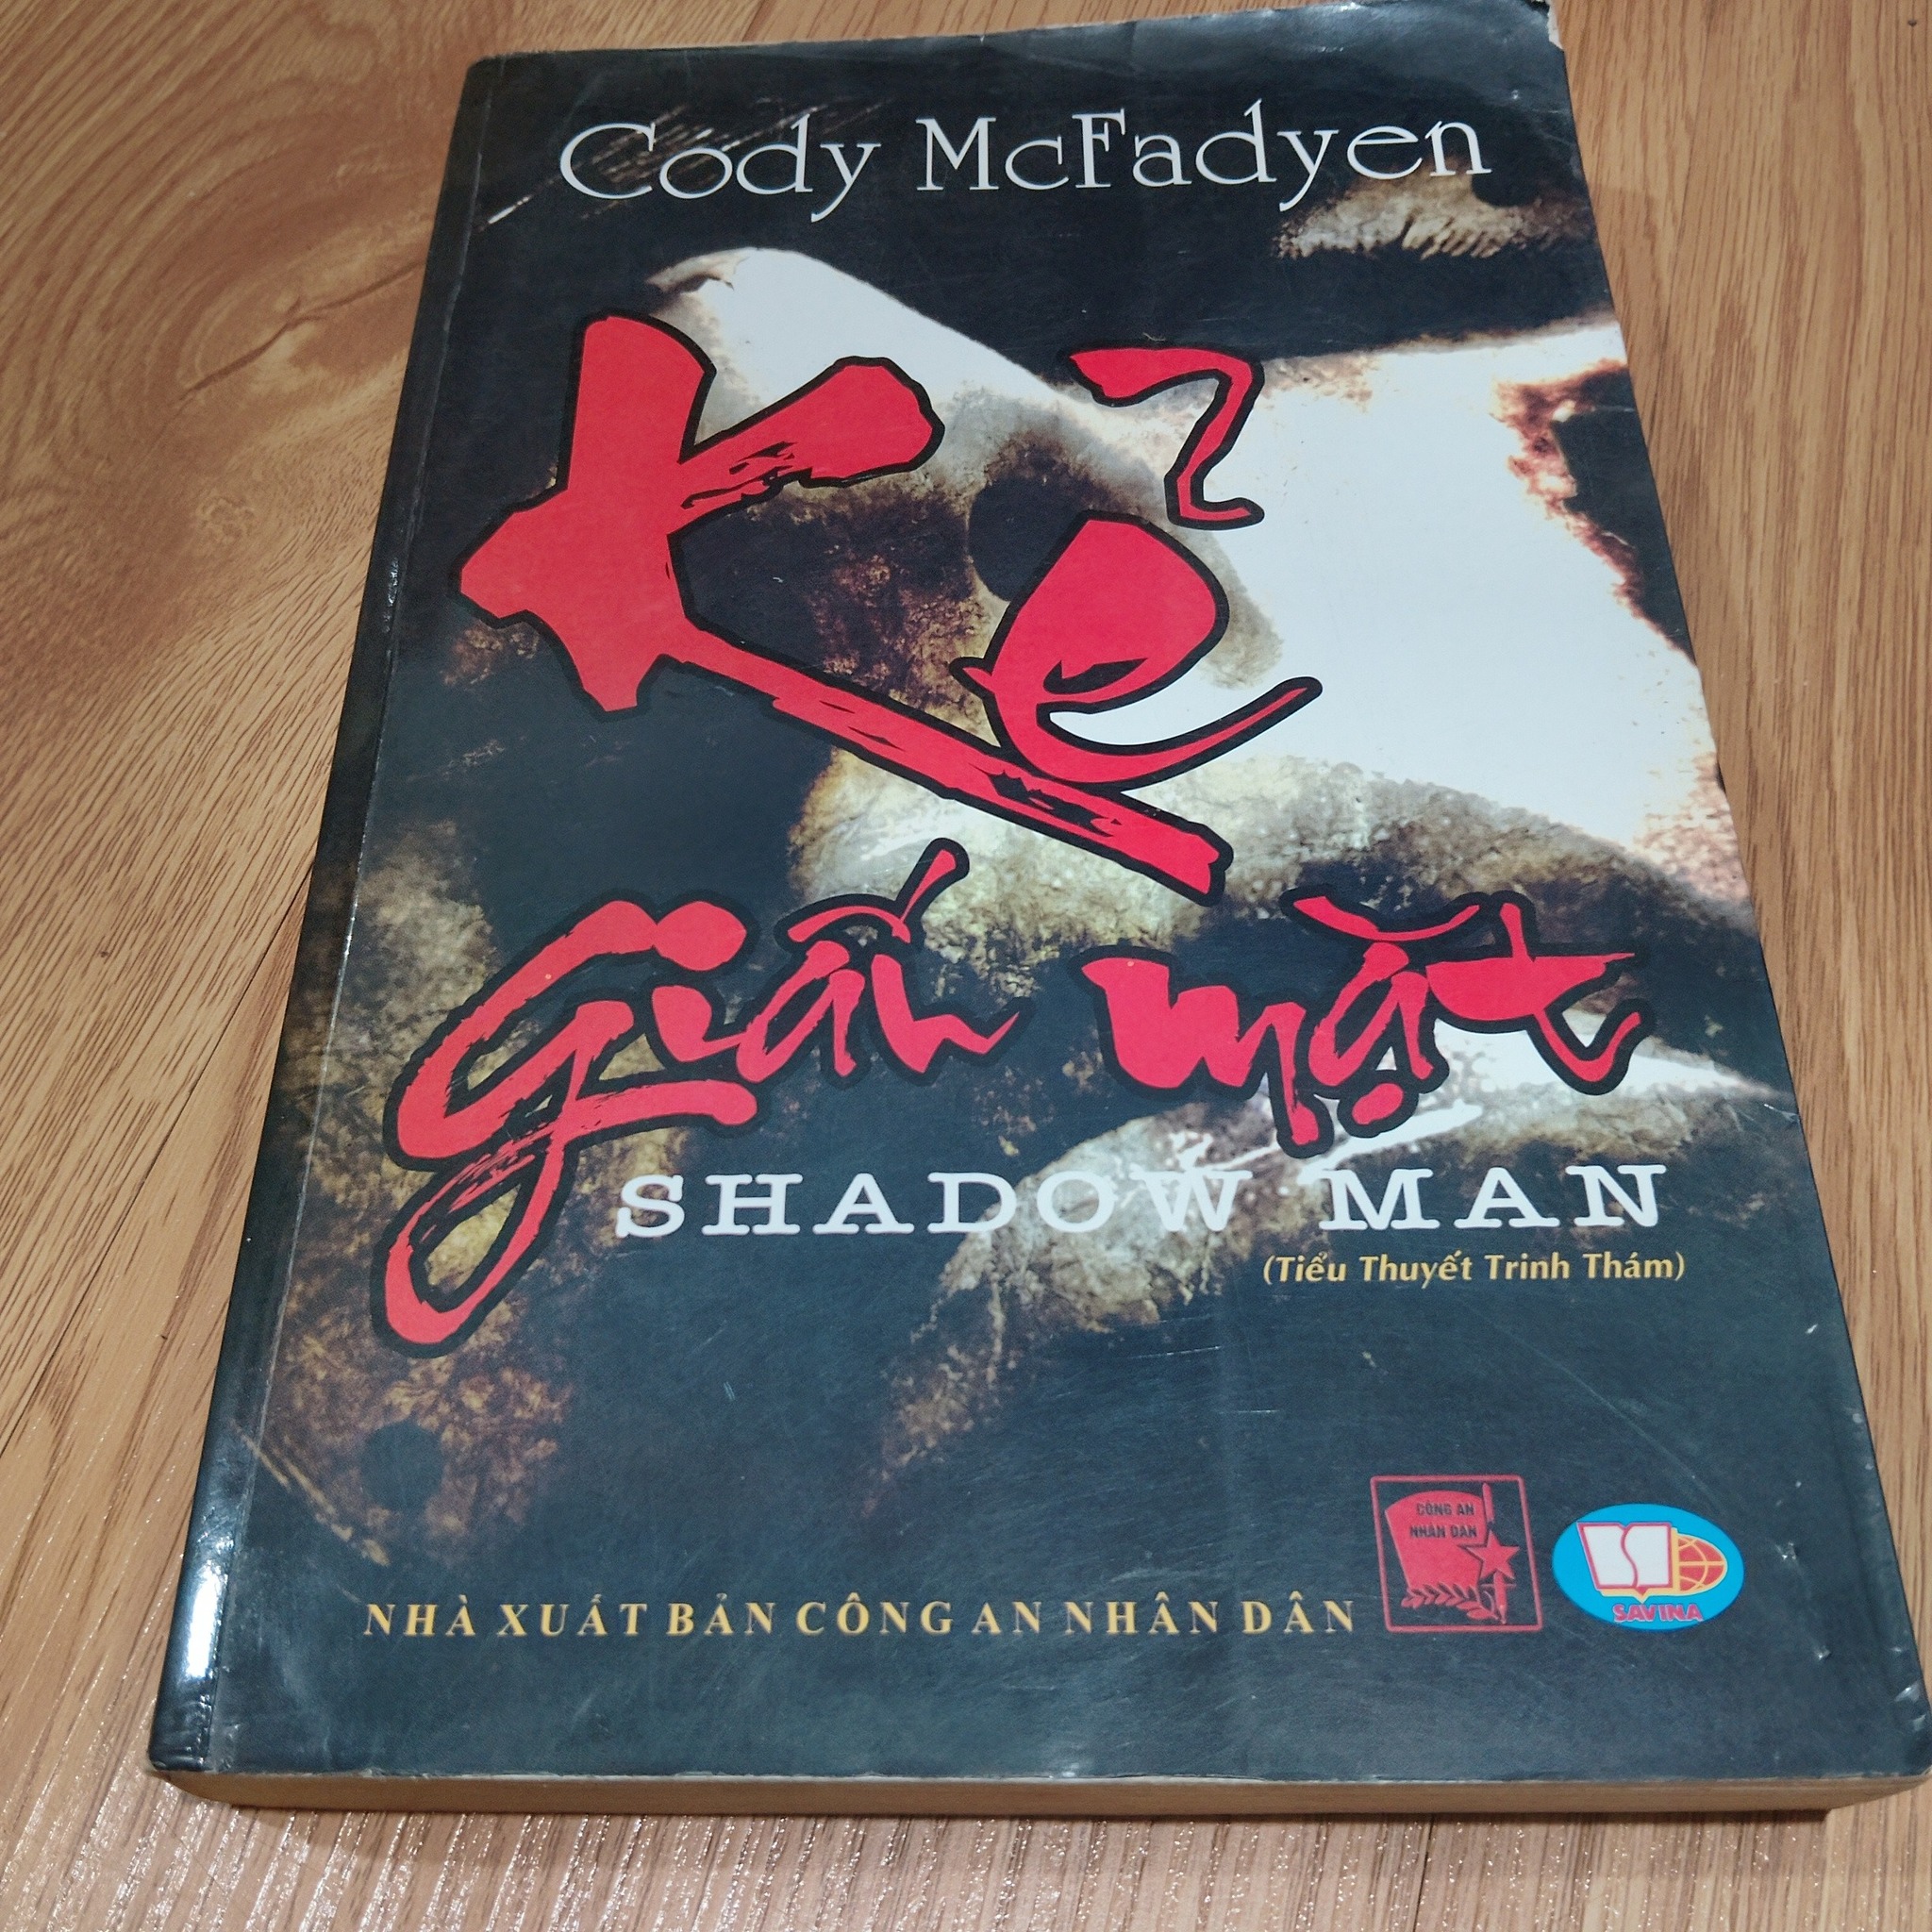 Cody McFadyen
Kẻ
giấu mặt
SHADOW MAN
(Tiểu Thuyết Trinh Thám)
CÔNG AN
NHÂN DÂN
SAVINA
NHÀ XUẤT BẢN CÔNG AN NHÂN DÂN